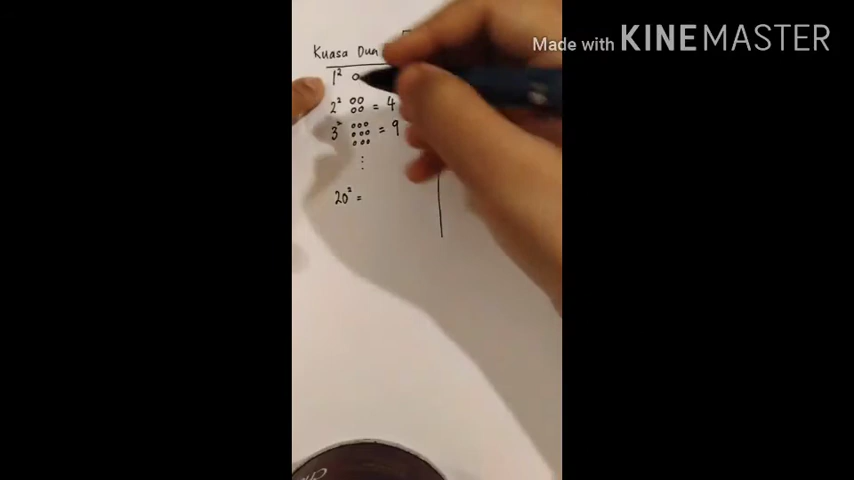 Made with KINEMASTER
Kuasa Dua
1²
2² = 4
3² = 9
20² =